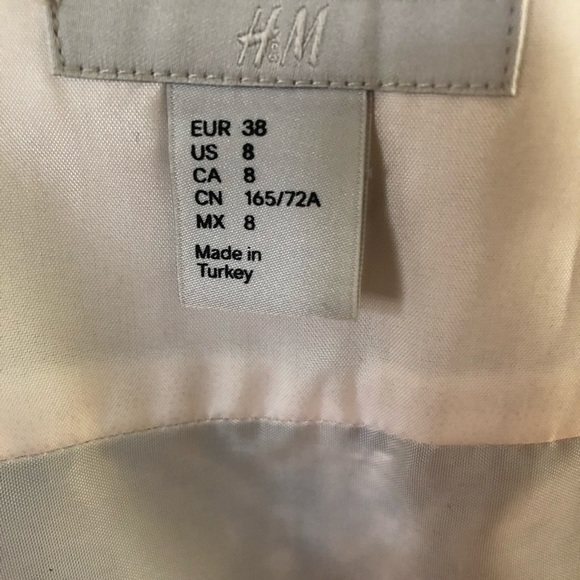 H&M
EUR 38
US 8
CA 8
CN 165/72A
MX 8
Made in
Turkey